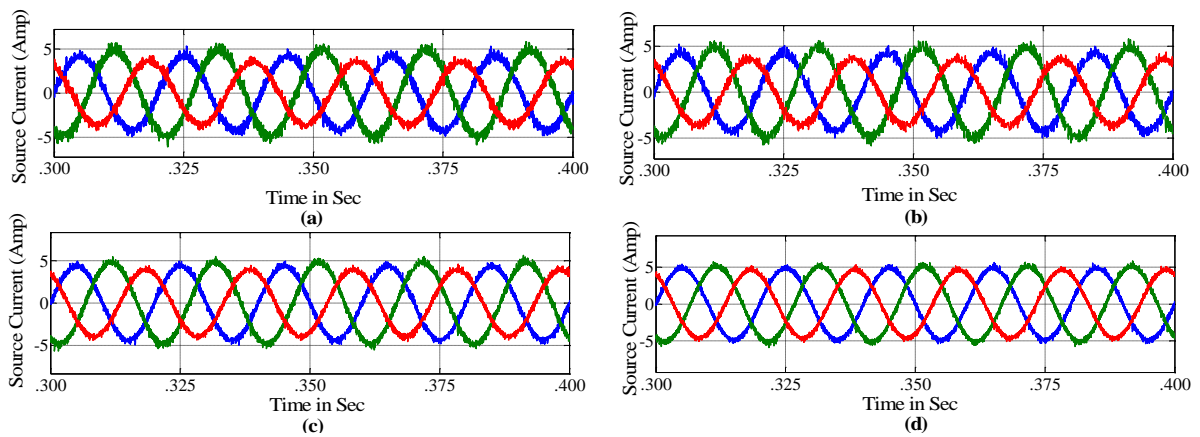 Source Current (Amp)
5
0
-5
.300
.325
.350
.375
.400
Time in Sec
(a)
Source Current (Amp)
5
0
-5
.300
.325
.350
.375
.400
Time in Sec
(b)
Source Current (Amp)
5
0
-5
.300
.325
.350
.375
.400
Time in Sec
(c)
Source Current (Amp)
5
0
-5
.300
.325
.350
.375
.400
Time in Sec
(d)